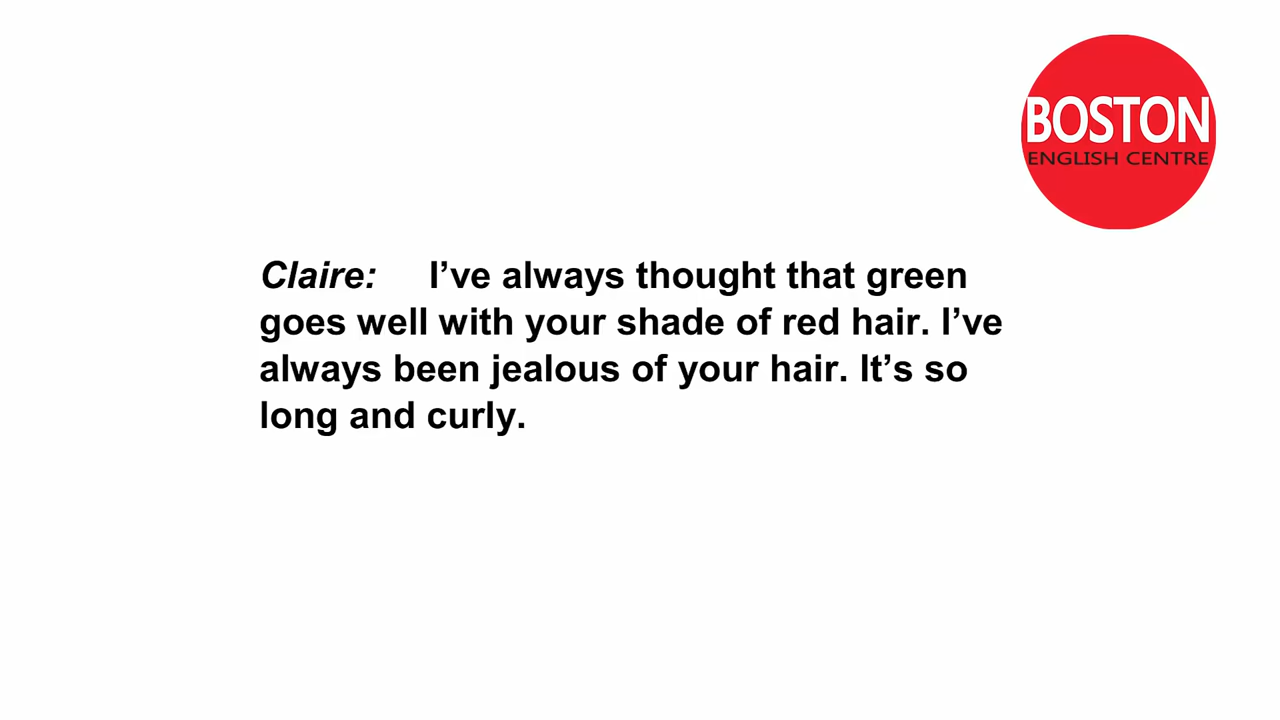 BOSTON
ENGLISH CENTRE
Claire: I’ve always thought that green
goes well with your shade of red hair. I’ve
always been jealous of your hair. It’s so
long and curly.